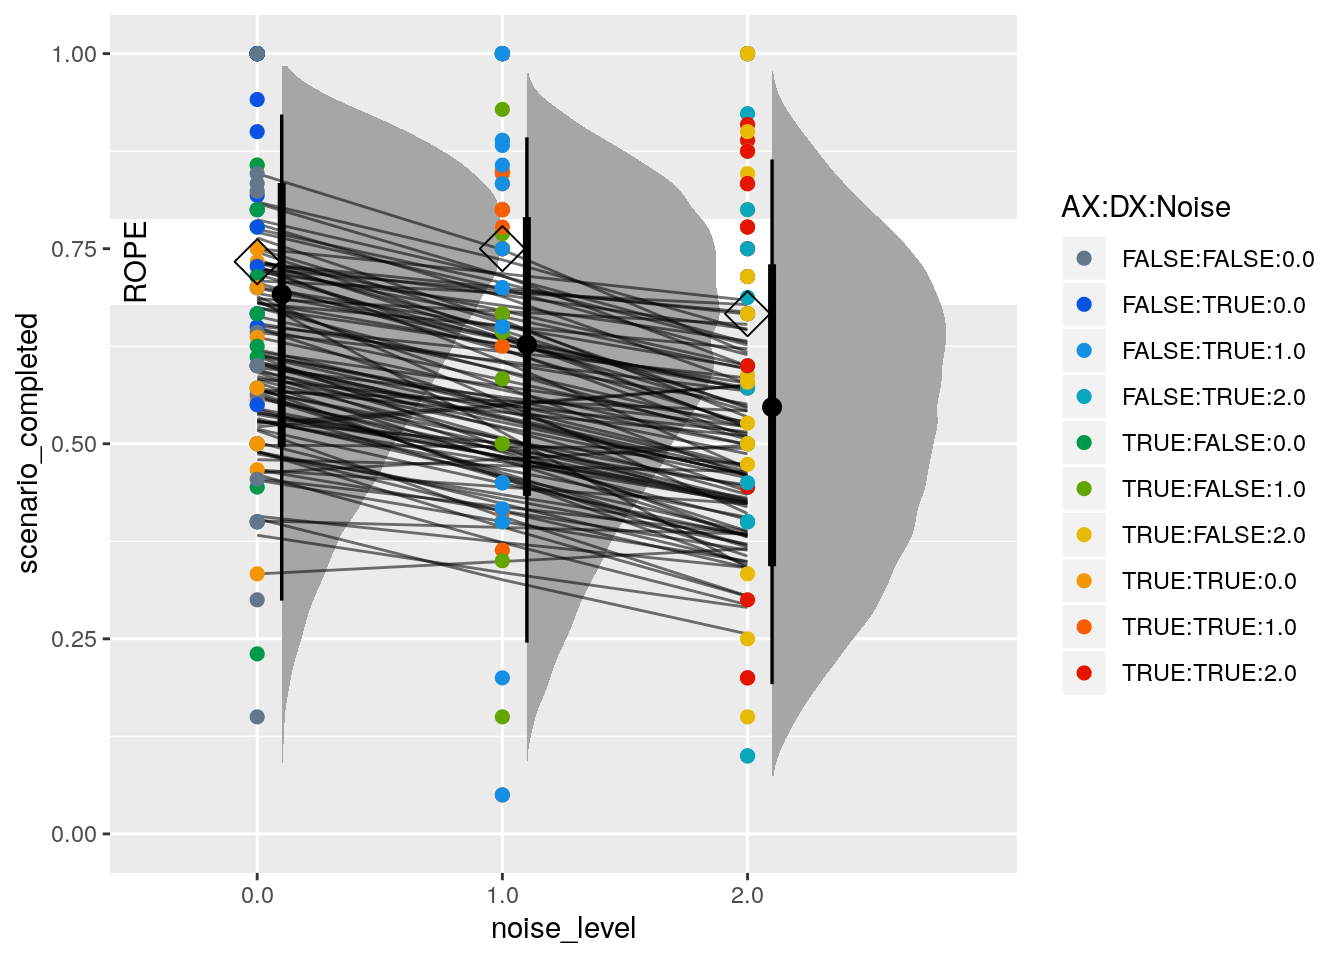 1.00
0.75
0.50
0.25
0.00
scenario_completed
ROPE
0.0
1.0
2.0
noise_level
AX:DX:Noise
FALSE:FALSE:0.0
FALSE:TRUE:0.0
FALSE:TRUE:1.0
FALSE:TRUE:2.0
TRUE:FALSE:0.0
TRUE:FALSE:1.0
TRUE:FALSE:2.0
TRUE:TRUE:0.0
TRUE:TRUE:1.0
TRUE:TRUE:2.0